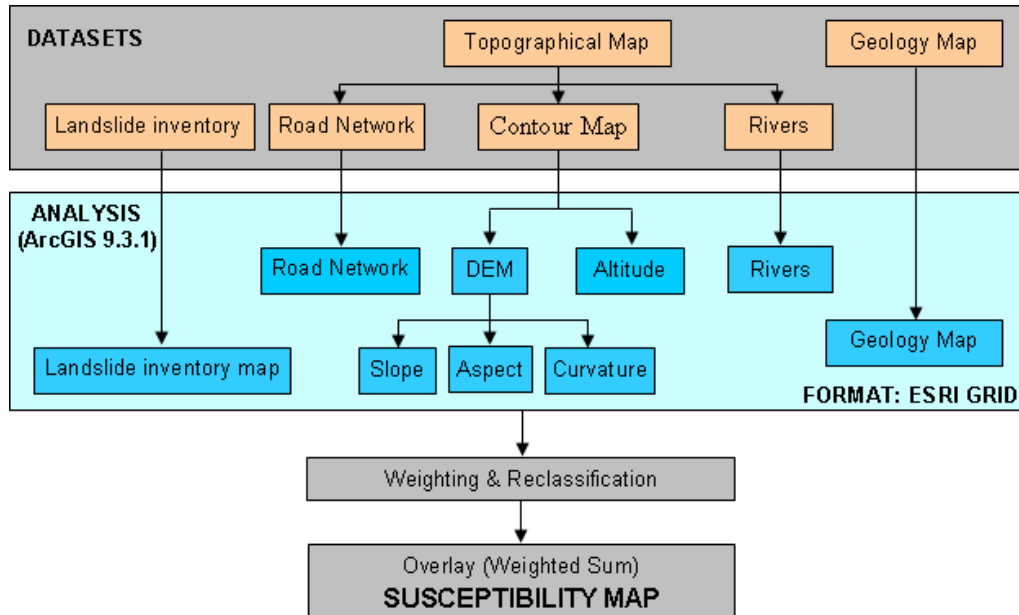 DATASETS
Topographical Map
Geology Map
Landslide inventory
Road Network
Contour Map
Rivers
ANALYSIS
(ArcGIS 9.3.1)
Road Network
DEM
Altitude
Rivers
Geology Map
Landslide inventory map
Slope
Aspect
Curvature
FORMAT: ESRI GRID
Weighting & Reclassification
Overlay (Weighted Sum)
SUSCEPTIBILITY MAP